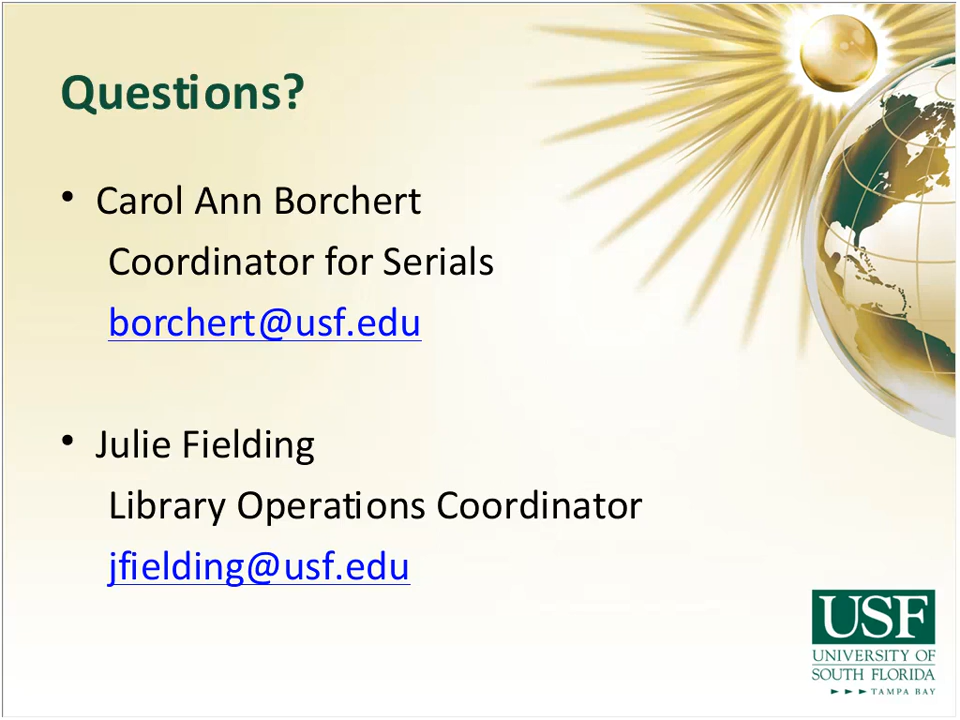 Questions?
• Carol Ann Borchert
Coordinator for Serials
borchert@usf.edu
• Julie Fielding
Library Operations Coordinator
jfielding@usf.edu
USF
UNIVERSITY OF
SOUTH FLORIDA
►►► TAMPA BAY